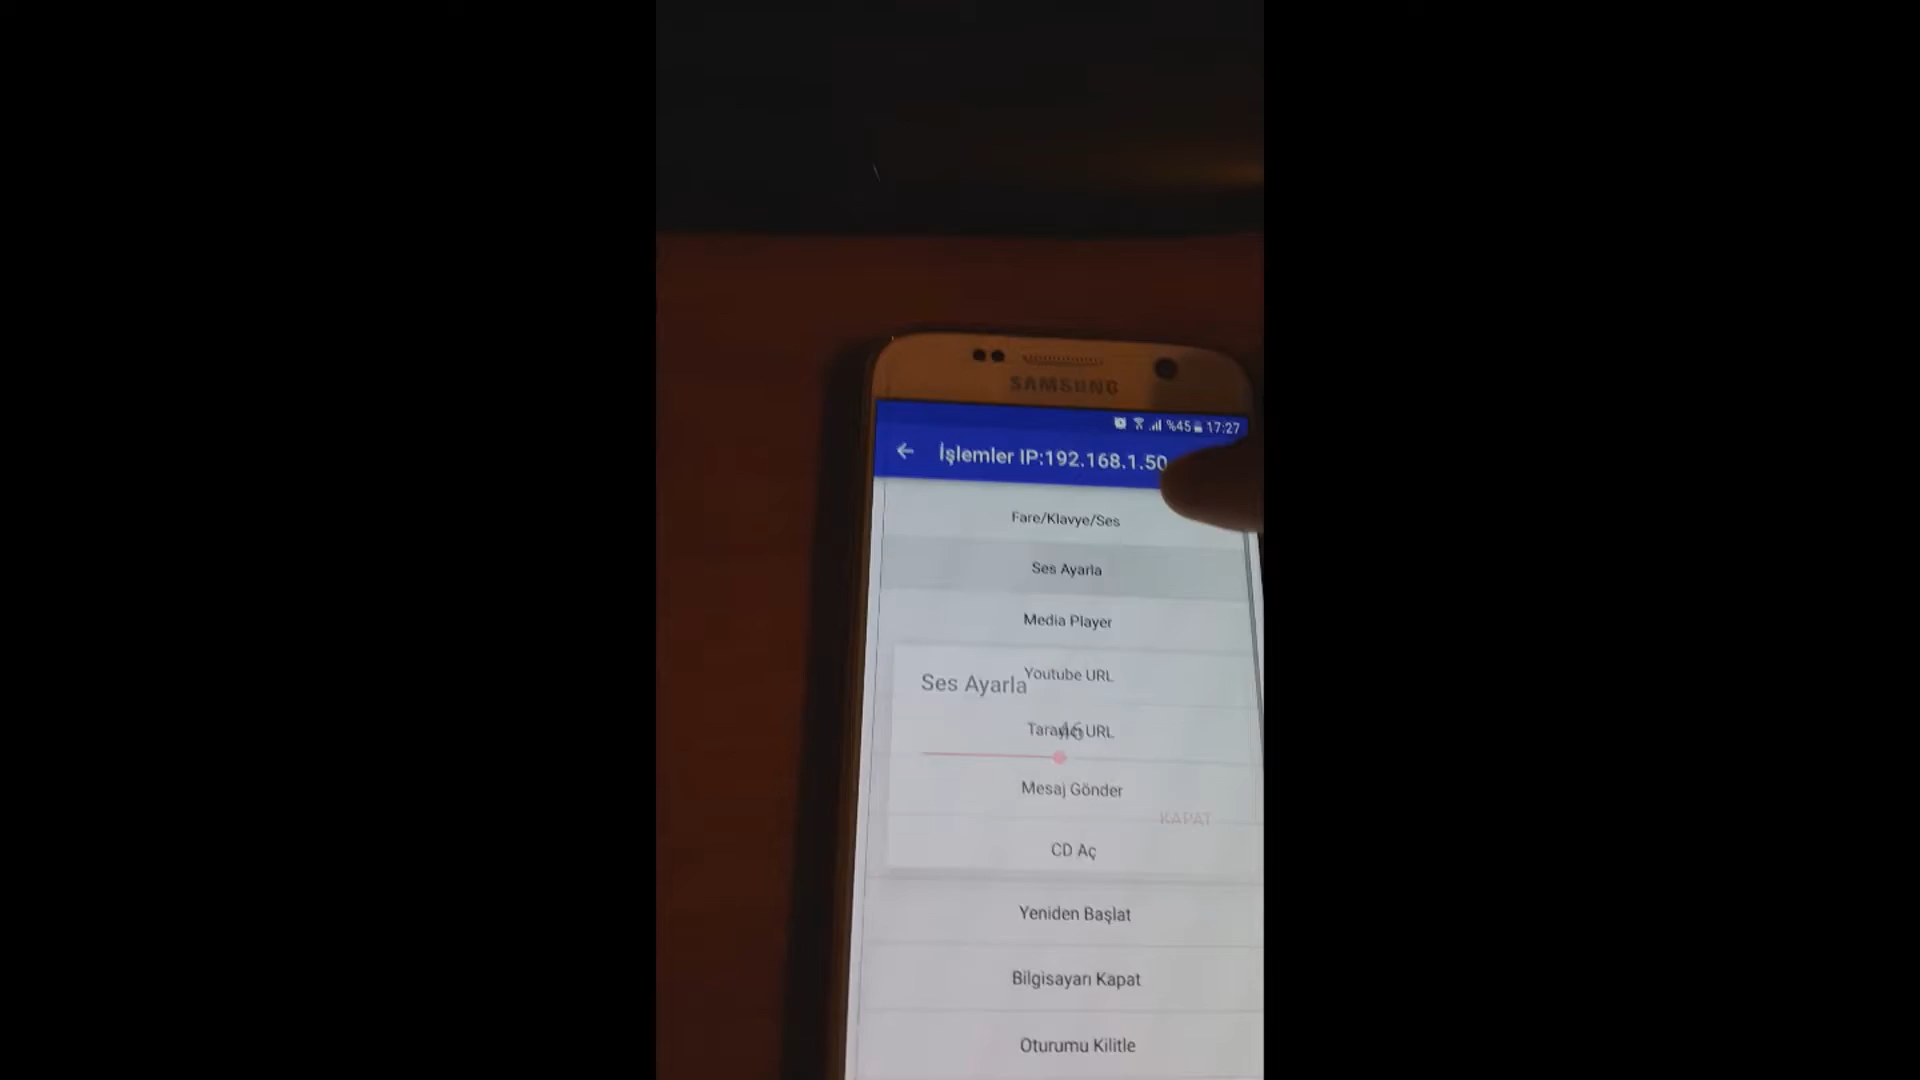 SAMSUNG
%45 17:27
İşlemler IP:192.168.1.50
Fare/Klavye/Ses
Ses Ayarla
Media Player
Youtube URL
Ses Ayarla
Tarayıcı URL
46
Mesaj Gönder
KAPAT
CD Aç
Yeniden Başlat
Bilgisayarı Kapat
Oturumu Kilitle